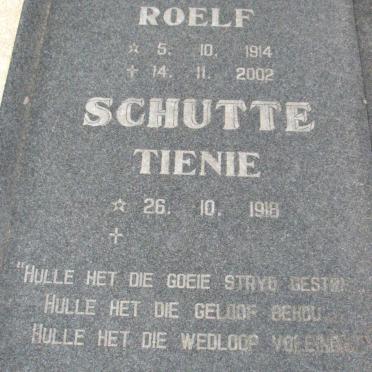 ROELF
☆ 5. 10. 1914
✝ 14. 11. 2002
SCHUTTE
TIENIE
☆ 26. 10. 1918
✝
"HULLE HET DIE GOEIE STRYD
HULLE HET DIE GELOOF BEHOU...
HULLE HET DIE WEDLOOP